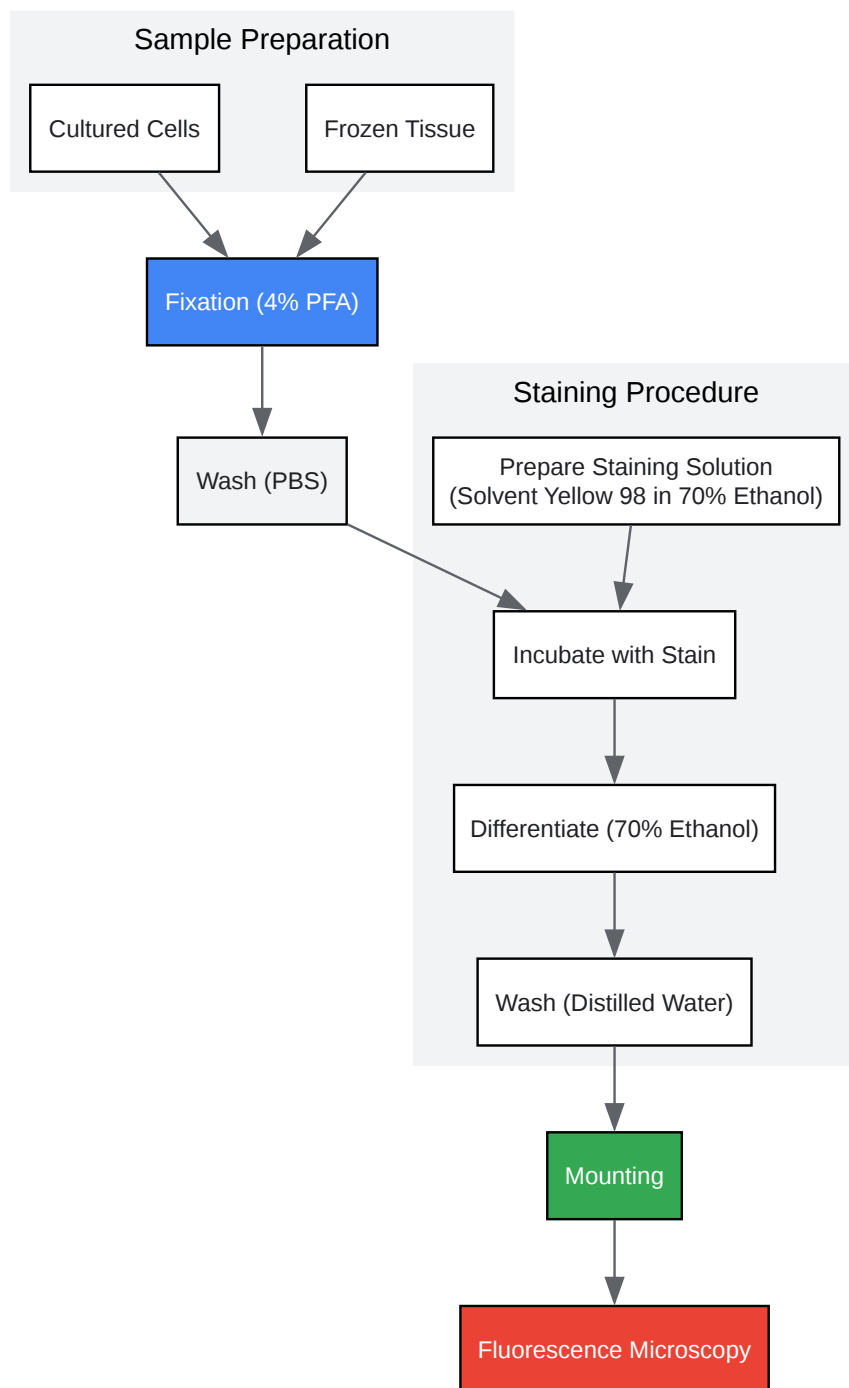 Sample Preparation
Cultured Cells
Frozen Tissue
Fixation (4% PFA)
Wash (PBS)
Staining Procedure
Prepare Staining Solution
(Solvent Yellow 98 in 70% Ethanol)
Incubate with Stain
Differentiate (70% Ethanol)
Wash (Distilled Water)
Mounting
Fluorescence Microscopy